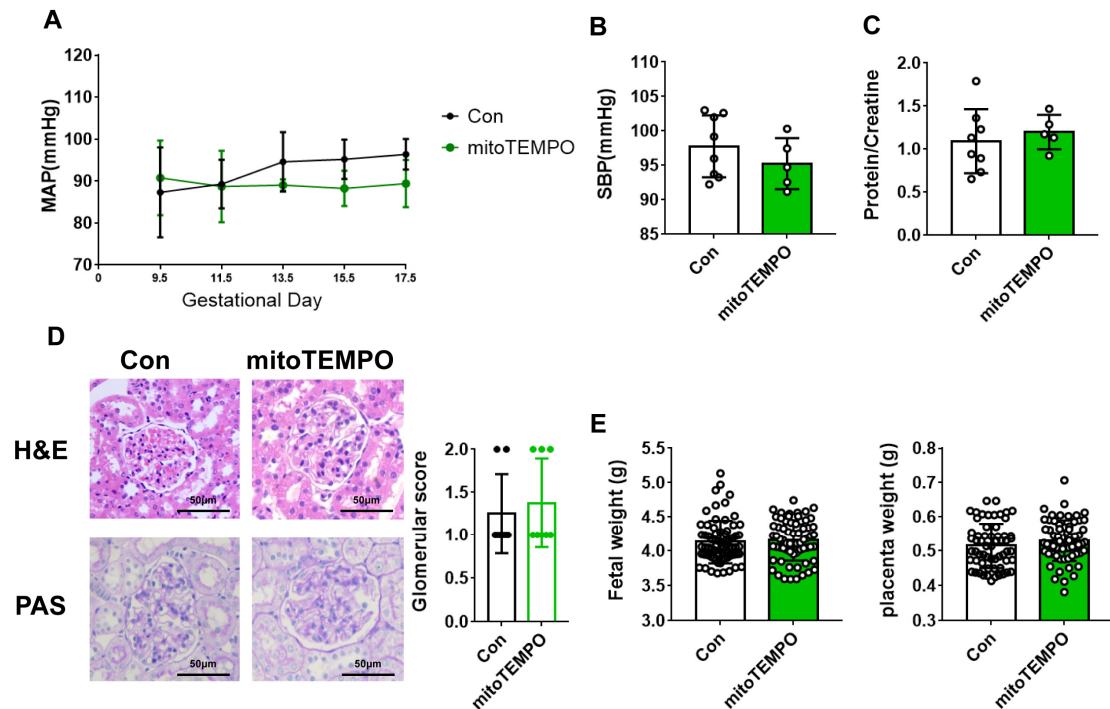 A
MAP(mmHg)
120
110
100
90
80
70
0
9.5
11.5
13.5
15.5
17.5
Gestational Day
Con
mitoTEMPO
B
SBP(mmHg)
110
105
100
95
90
85
Con
mitoTEMPO
C
Protein/Creatine
2.0
1.5
1.0
0.5
0.0
Con
mitoTEMPO
D
Con
mitoTEMPO
H&E
50μm
50μm
PAS
50μm
50μm
Glomerular score
2.0
1.5
1.0
0.5
0.0
Con
mitoTEMPO
E
Fetal weight (g)
5.5
5.0
4.5
4.0
3.5
3.0
Con
mitoTEMPO
placenta weight (g)
0.8
0.7
0.6
0.5
0.4
0.3
Con
mitoTEMPO